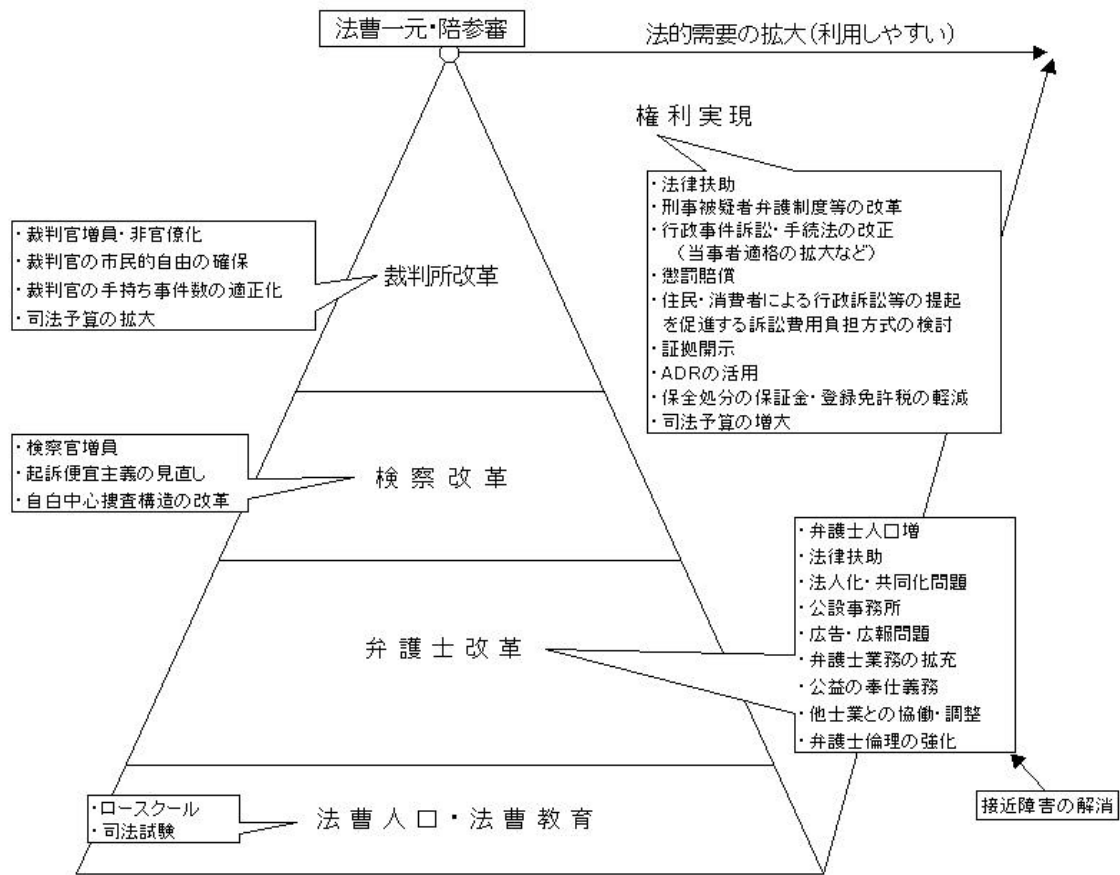 法曹一元・陪参審
法的需要の拡大(利用しやすい)
権利実現
・法律扶助
・刑事被疑者弁護制度等の改革
・行政事件訴訟・手続法の改正
(当事者適格の拡大など)
・懲罰賠償
・住民・消費者による行政訴訟等の提起
を促進する訴訟費用負担方式の検討
・証拠開示
・ADRの活用
・保全処分の保証金・登録免許税の軽減
・司法予算の増大
・裁判官増員・非官僚化
・裁判官の市民的自由の確保
・裁判官の手持ち事件数の適正化
・司法予算の拡大
裁判所改革
・検察官増員
・起訴便宜主義の見直し
・自白中心捜査構造の改革
検察改革
・弁護士人口増
・法律扶助
・法人化・共同化問題
・公設事務所
・広告・広報問題
・弁護士業務の拡充
・公益の奉仕義務
・他士業との協働・調整
・弁護士倫理の強化
弁護士改革
接近障害の解消
・ロースクール
・司法試験
法曹人口・法曹教育